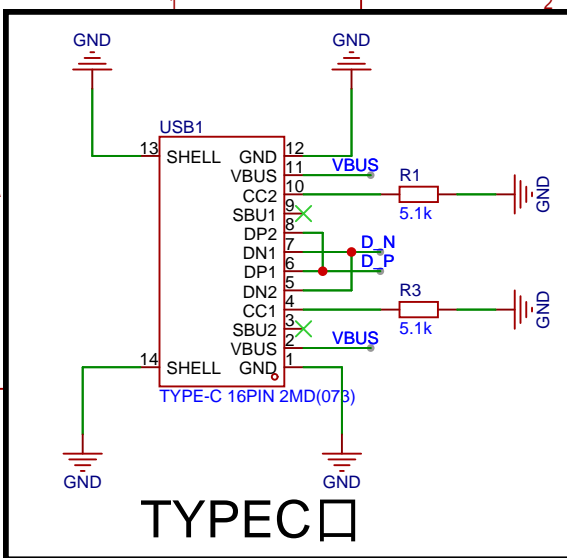 1 2
GND GND
USB1
13 SHELL GND 12
VBUS 11 VBUS
CC2 10 R1 GND
SBU1 9 5.1k
DP2 8
DN1 7 D_N
DP1 6 D_P
DN2 5 R3
CC1 4 GND
SBU2 3 5.1k
VBUS 2 VBUS
14 SHELL GND 1
TYPE-C 16PIN 2MD(073)
GND GND
TYPEC口